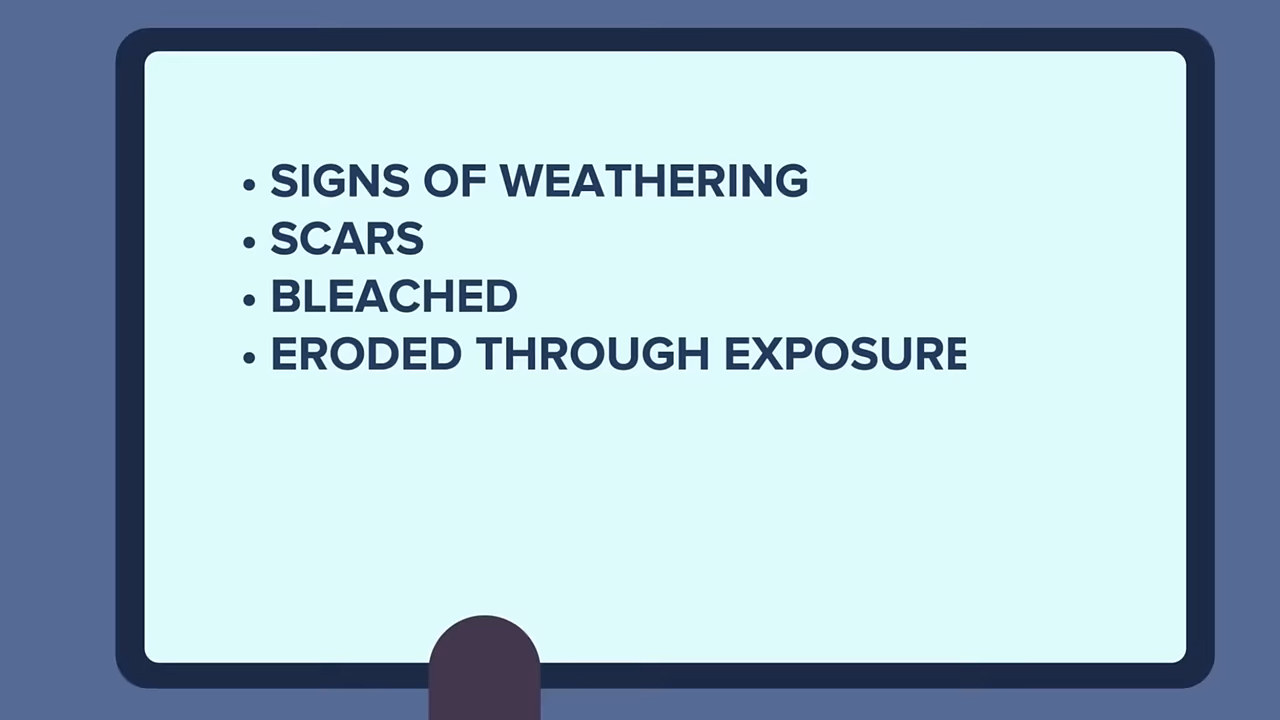 • SIGNS OF WEATHERING
• SCARS
• BLEACHED
• ERODED THROUGH EXPOSURE